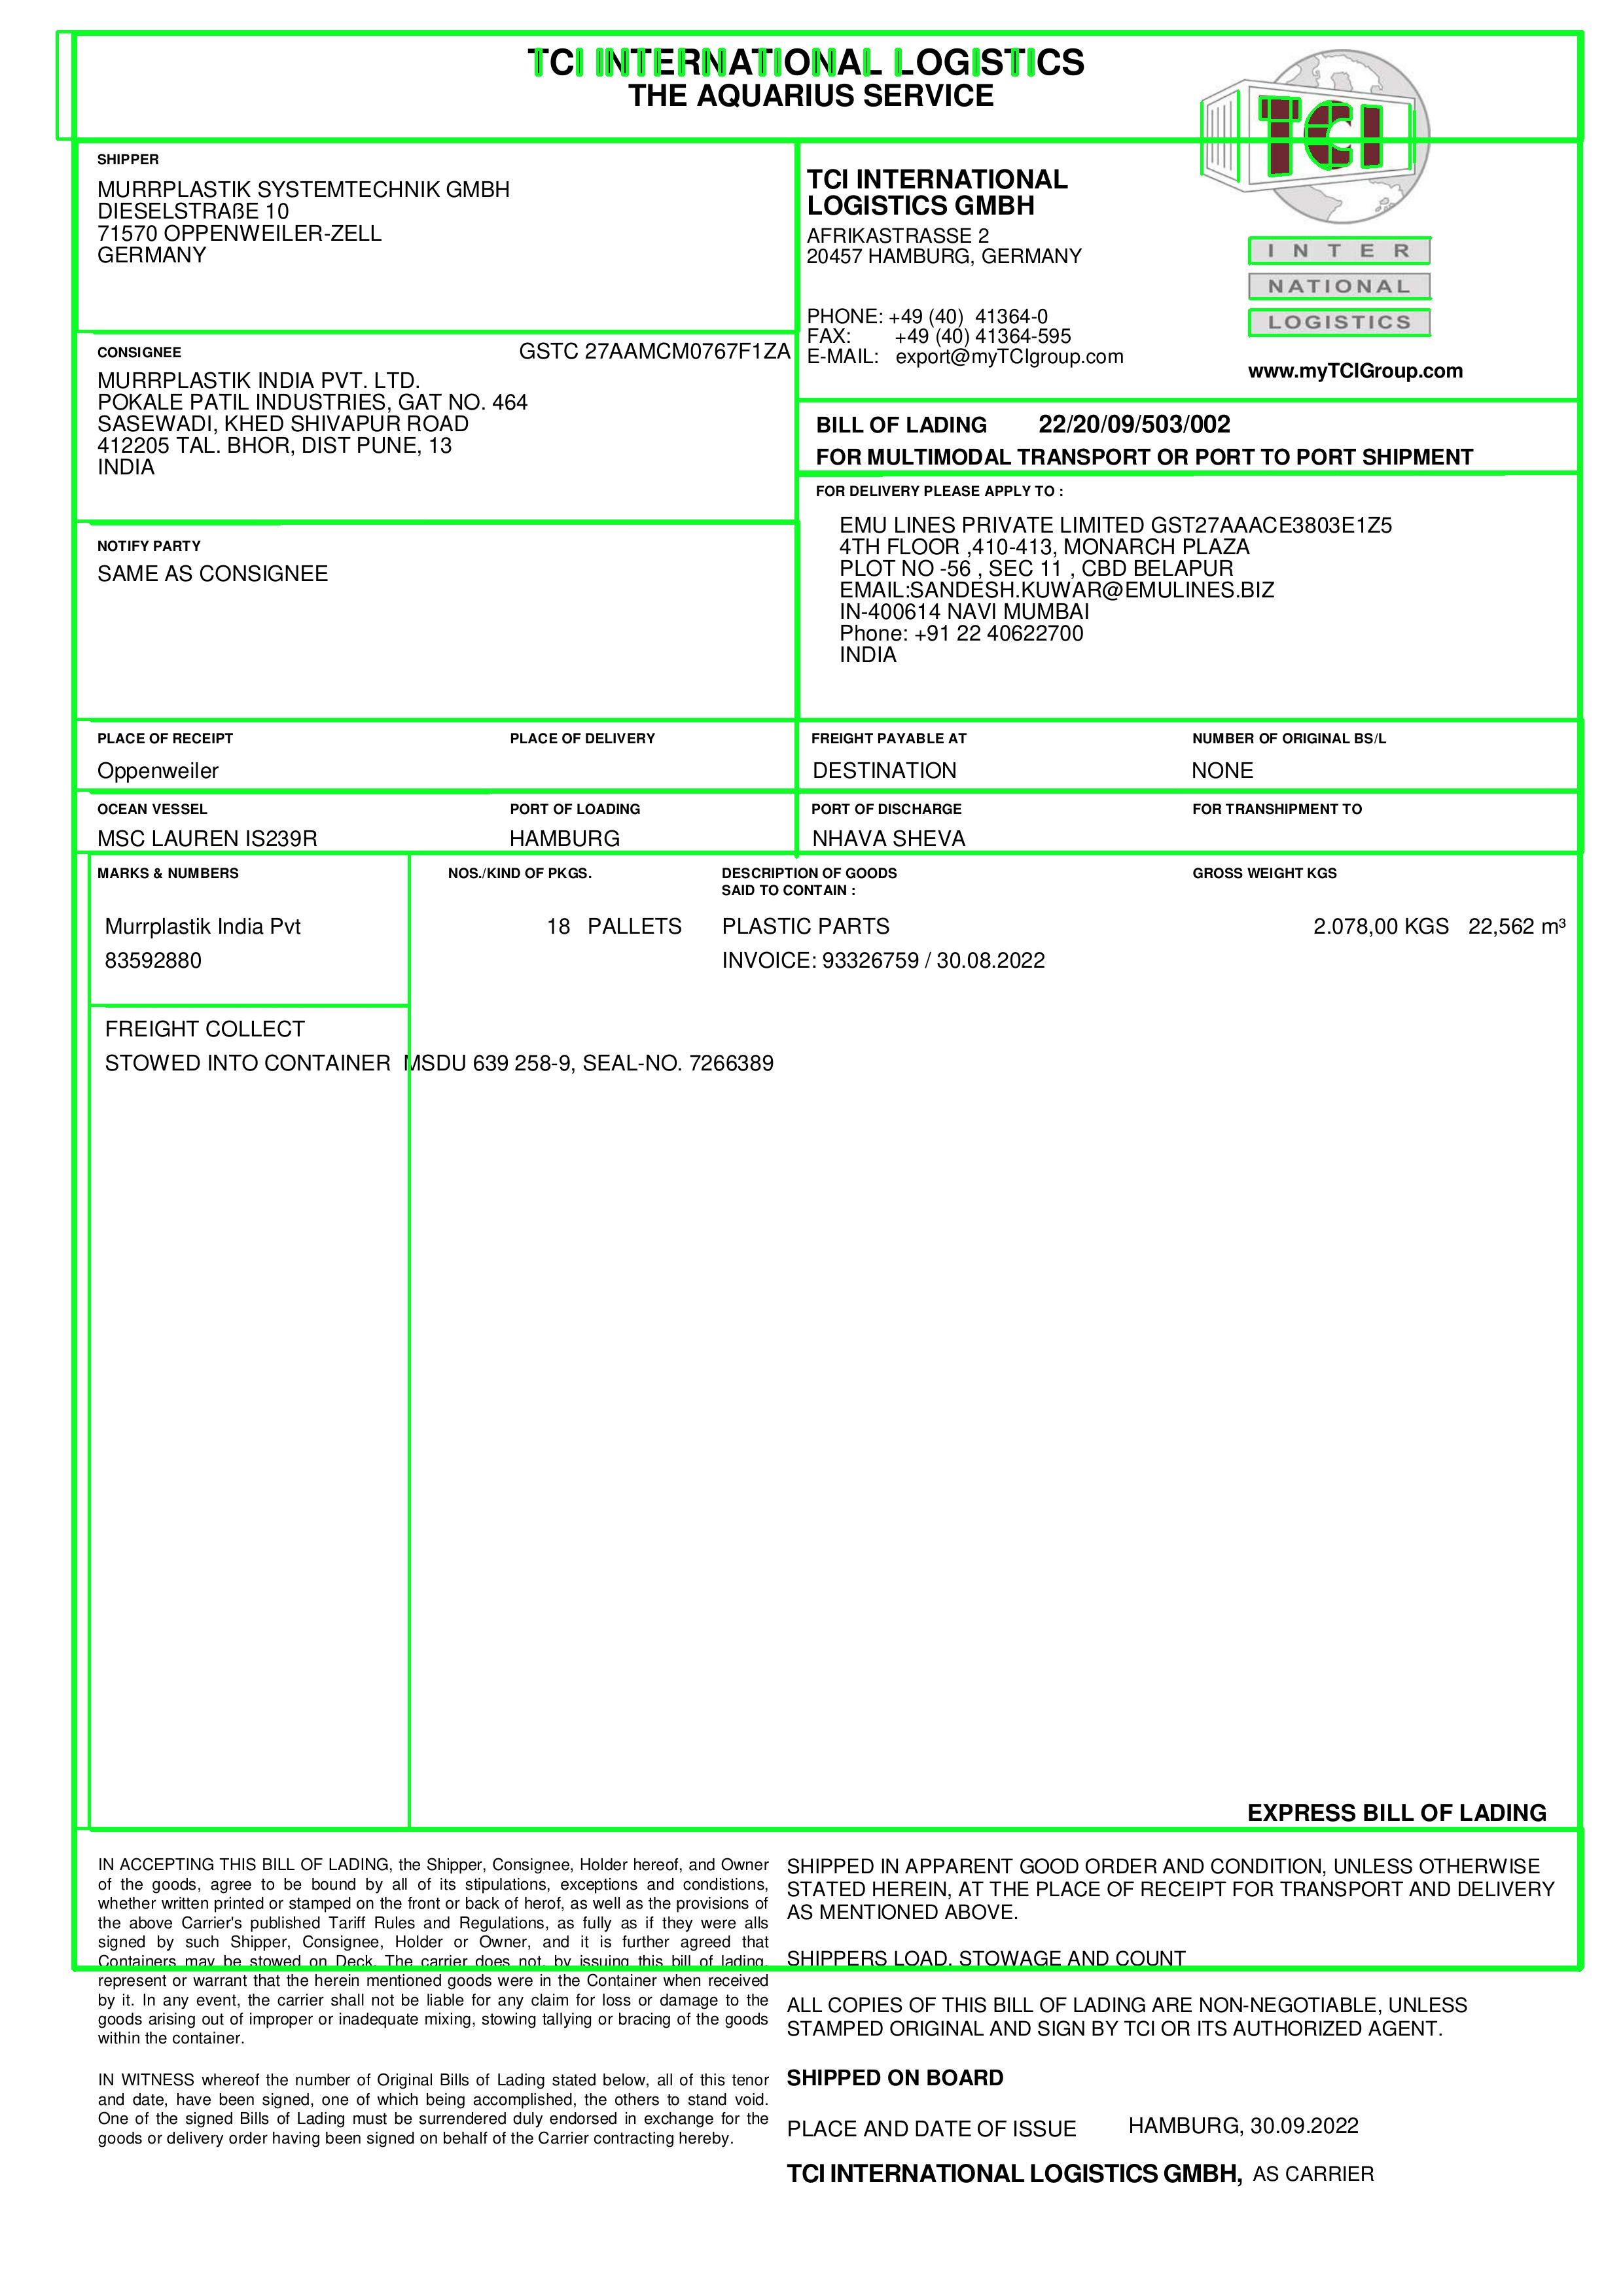 TCI INTERNATIONAL LOGISTICS
THE AQUARIUS SERVICE
TCI
INTER
NATIONAL
LOGISTICS
www.myTCIGroup.com
SHIPPER
MURRPLASTIK SYSTEMTECHNIK GMBH
DIESELSTRAßE 10
71570 OPPENWEILER-ZELL
GERMANY
TCI INTERNATIONAL
LOGISTICS GMBH
AFRIKASTRASSE 2
20457 HAMBURG, GERMANY
PHONE: +49 (40) 41364-0
FAX: +49 (40) 41364-595
E-MAIL: export@myTCIgroup.com
CONSIGNEE GSTC 27AAMCM0767F1ZA
MURRPLASTIK INDIA PVT. LTD.
POKALE PATIL INDUSTRIES, GAT NO. 464
SASEWADI, KHED SHIVAPUR ROAD
412205 TAL. BHOR, DIST PUNE, 13
INDIA
BILL OF LADING 22/20/09/503/002
FOR MULTIMODAL TRANSPORT OR PORT TO PORT SHIPMENT
FOR DELIVERY PLEASE APPLY TO :
EMU LINES PRIVATE LIMITED GST27AAACE3803E1Z5
4TH FLOOR ,410-413, MONARCH PLAZA
PLOT NO -56 , SEC 11 , CBD BELAPUR
EMAIL:SANDESH.KUWAR@EMULINES.BIZ
IN-400614 NAVI MUMBAI
Phone: +91 22 40622700
INDIA
NOTIFY PARTY
SAME AS CONSIGNEE
PLACE OF RECEIPT PLACE OF DELIVERY FREIGHT PAYABLE AT NUMBER OF ORIGINAL BS/L
Oppenweiler DESTINATION NONE
OCEAN VESSEL PORT OF LOADING PORT OF DISCHARGE FOR TRANSHIPMENT TO
MSC LAUREN IS239R HAMBURG NHAVA SHEVA
MARKS & NUMBERS NOS./KIND OF PKGS. DESCRIPTION OF GOODS GROSS WEIGHT KGS
SAID TO CONTAIN :
Murrplastik India Pvt 18 PALLETS PLASTIC PARTS 2.078,00 KGS 22,562 m³
83592880 INVOICE: 93326759 / 30.08.2022
FREIGHT COLLECT
STOWED INTO CONTAINER MSDU 639 258-9, SEAL-NO. 7266389
EXPRESS BILL OF LADING
IN ACCEPTING THIS BILL OF LADING, the Shipper, Consignee, Holder hereof, and Owner
of the goods, agree to be bound by all of its stipulations, exceptions and condistions,
whether written printed or stamped on the front or back of herof, as well as the provisions of
the above Carrier's published Tariff Rules and Regulations, as fully as if they were alls
signed by such Shipper, Consignee, Holder or Owner, and it is further agreed that
Containers may be stowed on Deck. The carrier does not, by issuing this bill of lading,
represent or warrant that the herein mentioned goods were in the Container when received
by it. In any event, the carrier shall not be liable for any claim for loss or damage to the
goods arising out of improper or inadequate mixing, stowing tallying or bracing of the goods
within the container.
IN WITNESS whereof the number of Original Bills of Lading stated below, all of this tenor
and date, have been signed, one of which being accomplished, the others to stand void.
One of the signed Bills of Lading must be surrendered duly endorsed in exchange for the
goods or delivery order having been signed on behalf of the Carrier contracting hereby.
SHIPPED IN APPARENT GOOD ORDER AND CONDITION, UNLESS OTHERWISE
STATED HEREIN, AT THE PLACE OF RECEIPT FOR TRANSPORT AND DELIVERY
AS MENTIONED ABOVE.
SHIPPERS LOAD, STOWAGE AND COUNT
ALL COPIES OF THIS BILL OF LADING ARE NON-NEGOTIABLE, UNLESS
STAMPED ORIGINAL AND SIGN BY TCI OR ITS AUTHORIZED AGENT.
SHIPPED ON BOARD
PLACE AND DATE OF ISSUE HAMBURG, 30.09.2022
TCI INTERNATIONAL LOGISTICS GMBH, AS CARRIER